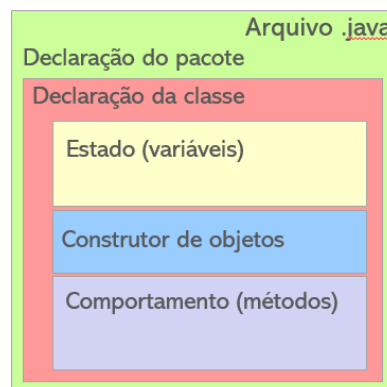 Arquivo .java
Declaração do pacote
Declaração da classe
Estado (variáveis)
Construtor de objetos
Comportamento (métodos)